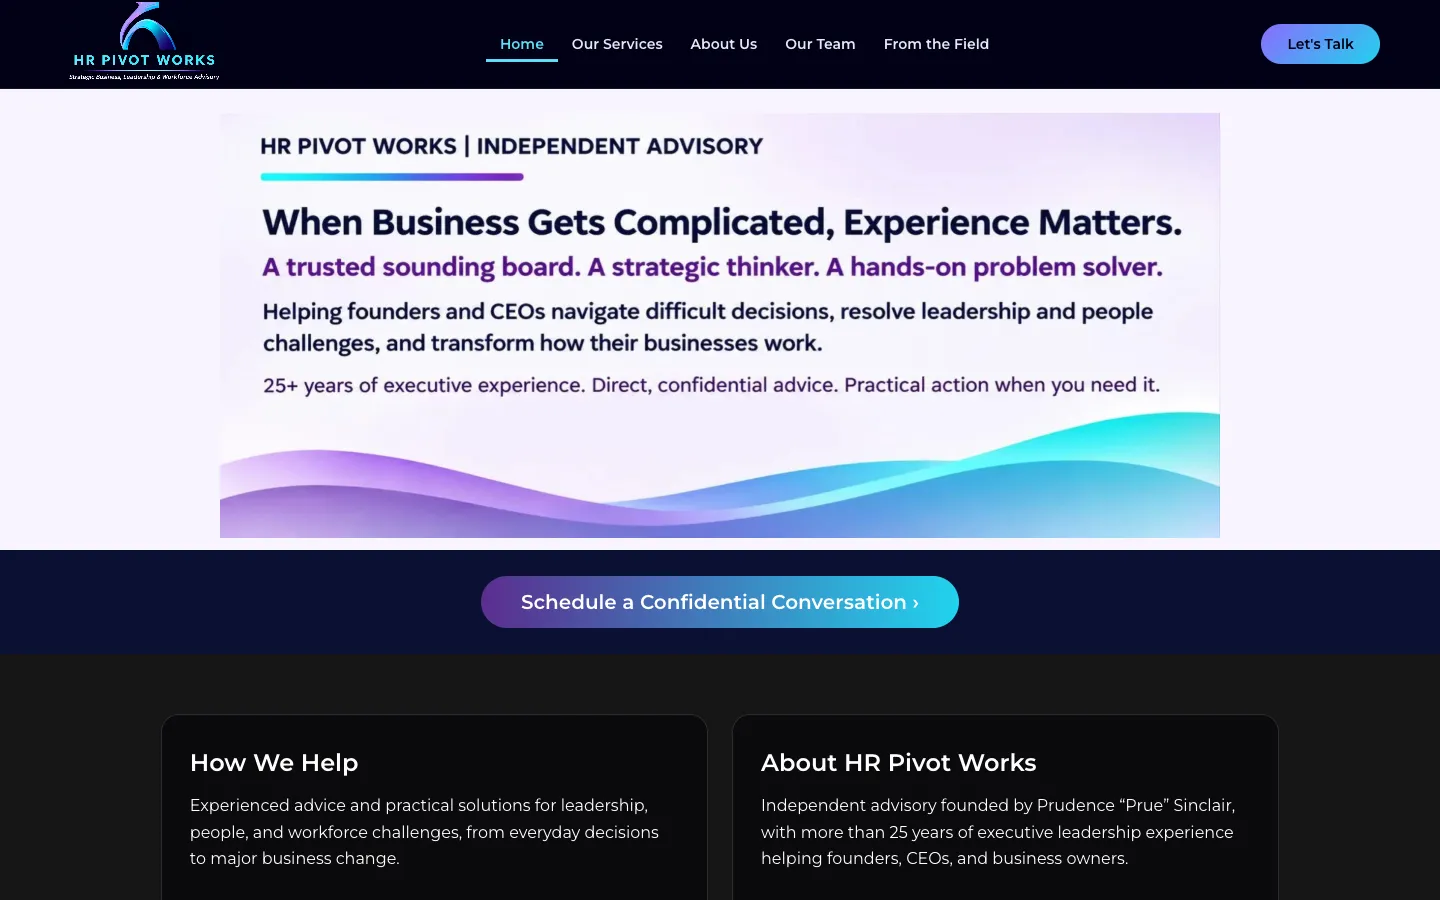 HR PIVOT WORKS
Strategic Business, Leadership & Workforce Advisory
Home
Our Services
About Us
Our Team
From the Field
Let's Talk
HR PIVOT WORKS | INDEPENDENT ADVISORY
When Business Gets Complicated, Experience Matters.
A trusted sounding board. A strategic thinker. A hands-on problem solver.
Helping founders and CEOs navigate difficult decisions, resolve leadership and people
challenges, and transform how their businesses work.
25+ years of executive experience. Direct, confidential advice. Practical action when you need it.
Schedule a Confidential Conversation ›
How We Help
Experienced advice and practical solutions for leadership,
people, and workforce challenges, from everyday decisions
to major business change.
About HR Pivot Works
Independent advisory founded by Prudence “Prue” Sinclair,
with more than 25 years of executive leadership experience
helping founders, CEOs, and business owners.